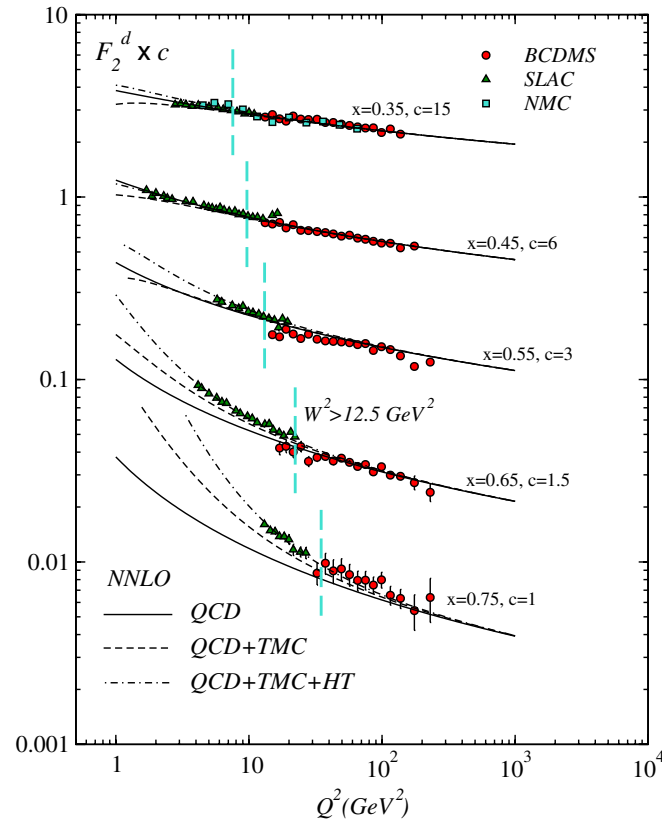 10
F₂ᵈ x c
BCDMS
SLAC
NMC
x=0.35, c=15
1
x=0.45, c=6
x=0.55, c=3
0.1
W²>12.5 GeV²
x=0.65, c=1.5
0.01
x=0.75, c=1
NNLO
QCD
QCD+TMC
QCD+TMC+HT
0.001
1 10 10² 10³ 10⁴
Q²(GeV²)